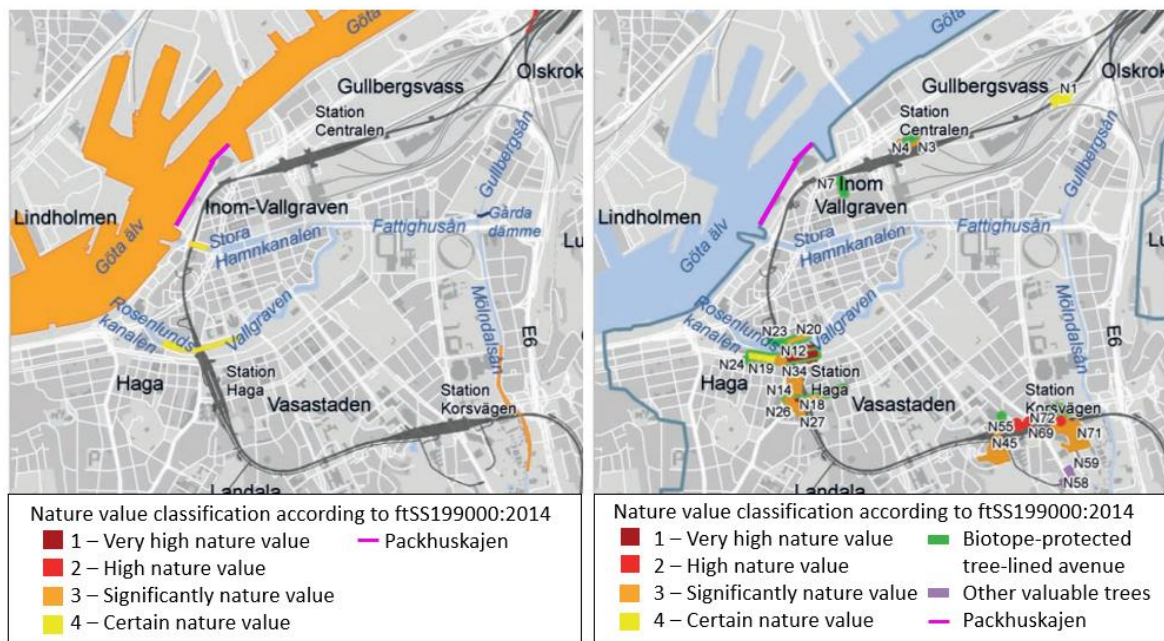 Gullbergsvass
Olskrok
Station
Centralen
Gullbergsån
Lindholmen
Göta älv
Inom-Vallgraven
Gårda
dämme
Stora
Hamnkanalen
Fattighusån
Lu
Rosenlunds
kanalen
Vallgraven
Mölndalsån
E6
Haga
Station
Haga
Vasastaden
Station
Korsvägen
Landala
Nature value classification according to ftSS199000:2014
1 – Very high nature value
Packhuskajen
2 – High nature value
3 – Significantly nature value
4 – Certain nature value
Gullbergsvass
Olskrok
N1
Station
Centralen
N4
N3
Gullbergsån
N7
Inom
Vallgraven
Lindholmen
Göta älv
Gårda
dämme
Stora
Hamnkanalen
Fattighusån
Lu
Rosenlunds
kanalen
Vallgraven
Mölndalsån
E6
N23
N20
N12
N24
N19
N34
Haga
Station
Haga
N14
N18
N26
N27
Vasastaden
Station
Korsvägen
N72
N55
N69
N71
N45
N59
N58
Landala
Nature value classification according to ftSS199000:2014
1 – Very high nature value
Biotope-protected
tree-lined avenue
2 – High nature value
3 – Significantly nature value
Other valuable trees
4 – Certain nature value
Packhuskajen